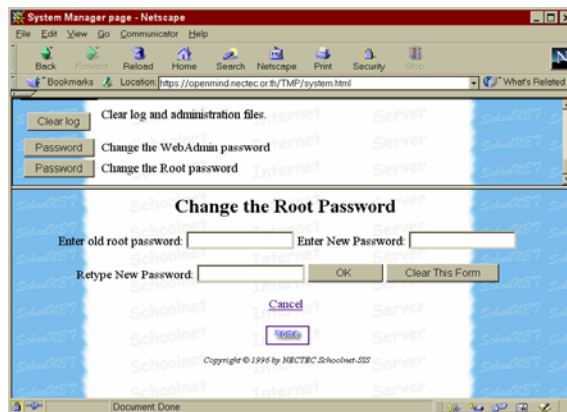 System Manager page - Netscape
File Edit View Go Communicator Help
Back Forward Reload Home Search Netscape Print Security Stop
Bookmarks Location: https://openmind.nectec.or.th/TMP/system.html What's Related
Clear log Clear log and administration files.
Password Change the WebAdmin password
Password Change the Root password
Change the Root Password
Enter old root password: Enter New Password:
Retype New Password: OK Clear This Form
Cancel
HOME
Copyright © 1996 by NECTEC Schoolnet-SIS
Document Done